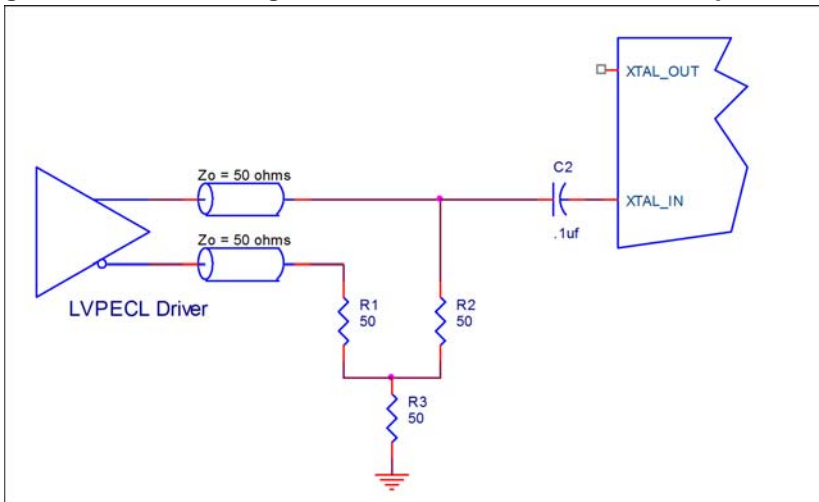 XTAL_OUT
C2
Zo = 50 ohms
XTAL_IN
.1uf
Zo = 50 ohms
LVPECL Driver
R1
50
R2
50
R3
50